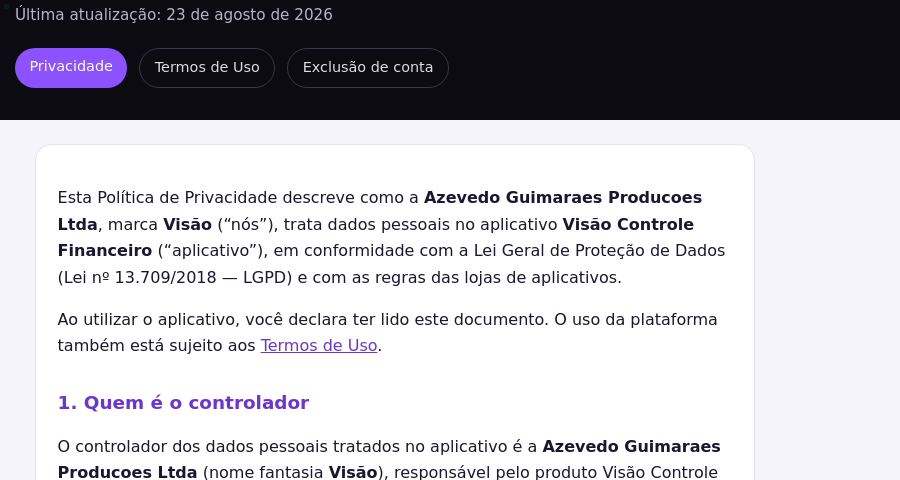 Última atualização: 23 de agosto de 2026
Privacidade
Termos de Uso
Exclusão de conta
Esta Política de Privacidade descreve como a Azevedo Guimaraes Producoes
Ltda, marca Visão (“nós”), trata dados pessoais no aplicativo Visão Controle
Financeiro (“aplicativo”), em conformidade com a Lei Geral de Proteção de Dados
(Lei nº 13.709/2018 — LGPD) e com as regras das lojas de aplicativos.
Ao utilizar o aplicativo, você declara ter lido este documento. O uso da plataforma
também está sujeito aos Termos de Uso.
1. Quem é o controlador
O controlador dos dados pessoais tratados no aplicativo é a Azevedo Guimaraes
Producoes Ltda (nome fantasia Visão), responsável pelo produto Visão Controle